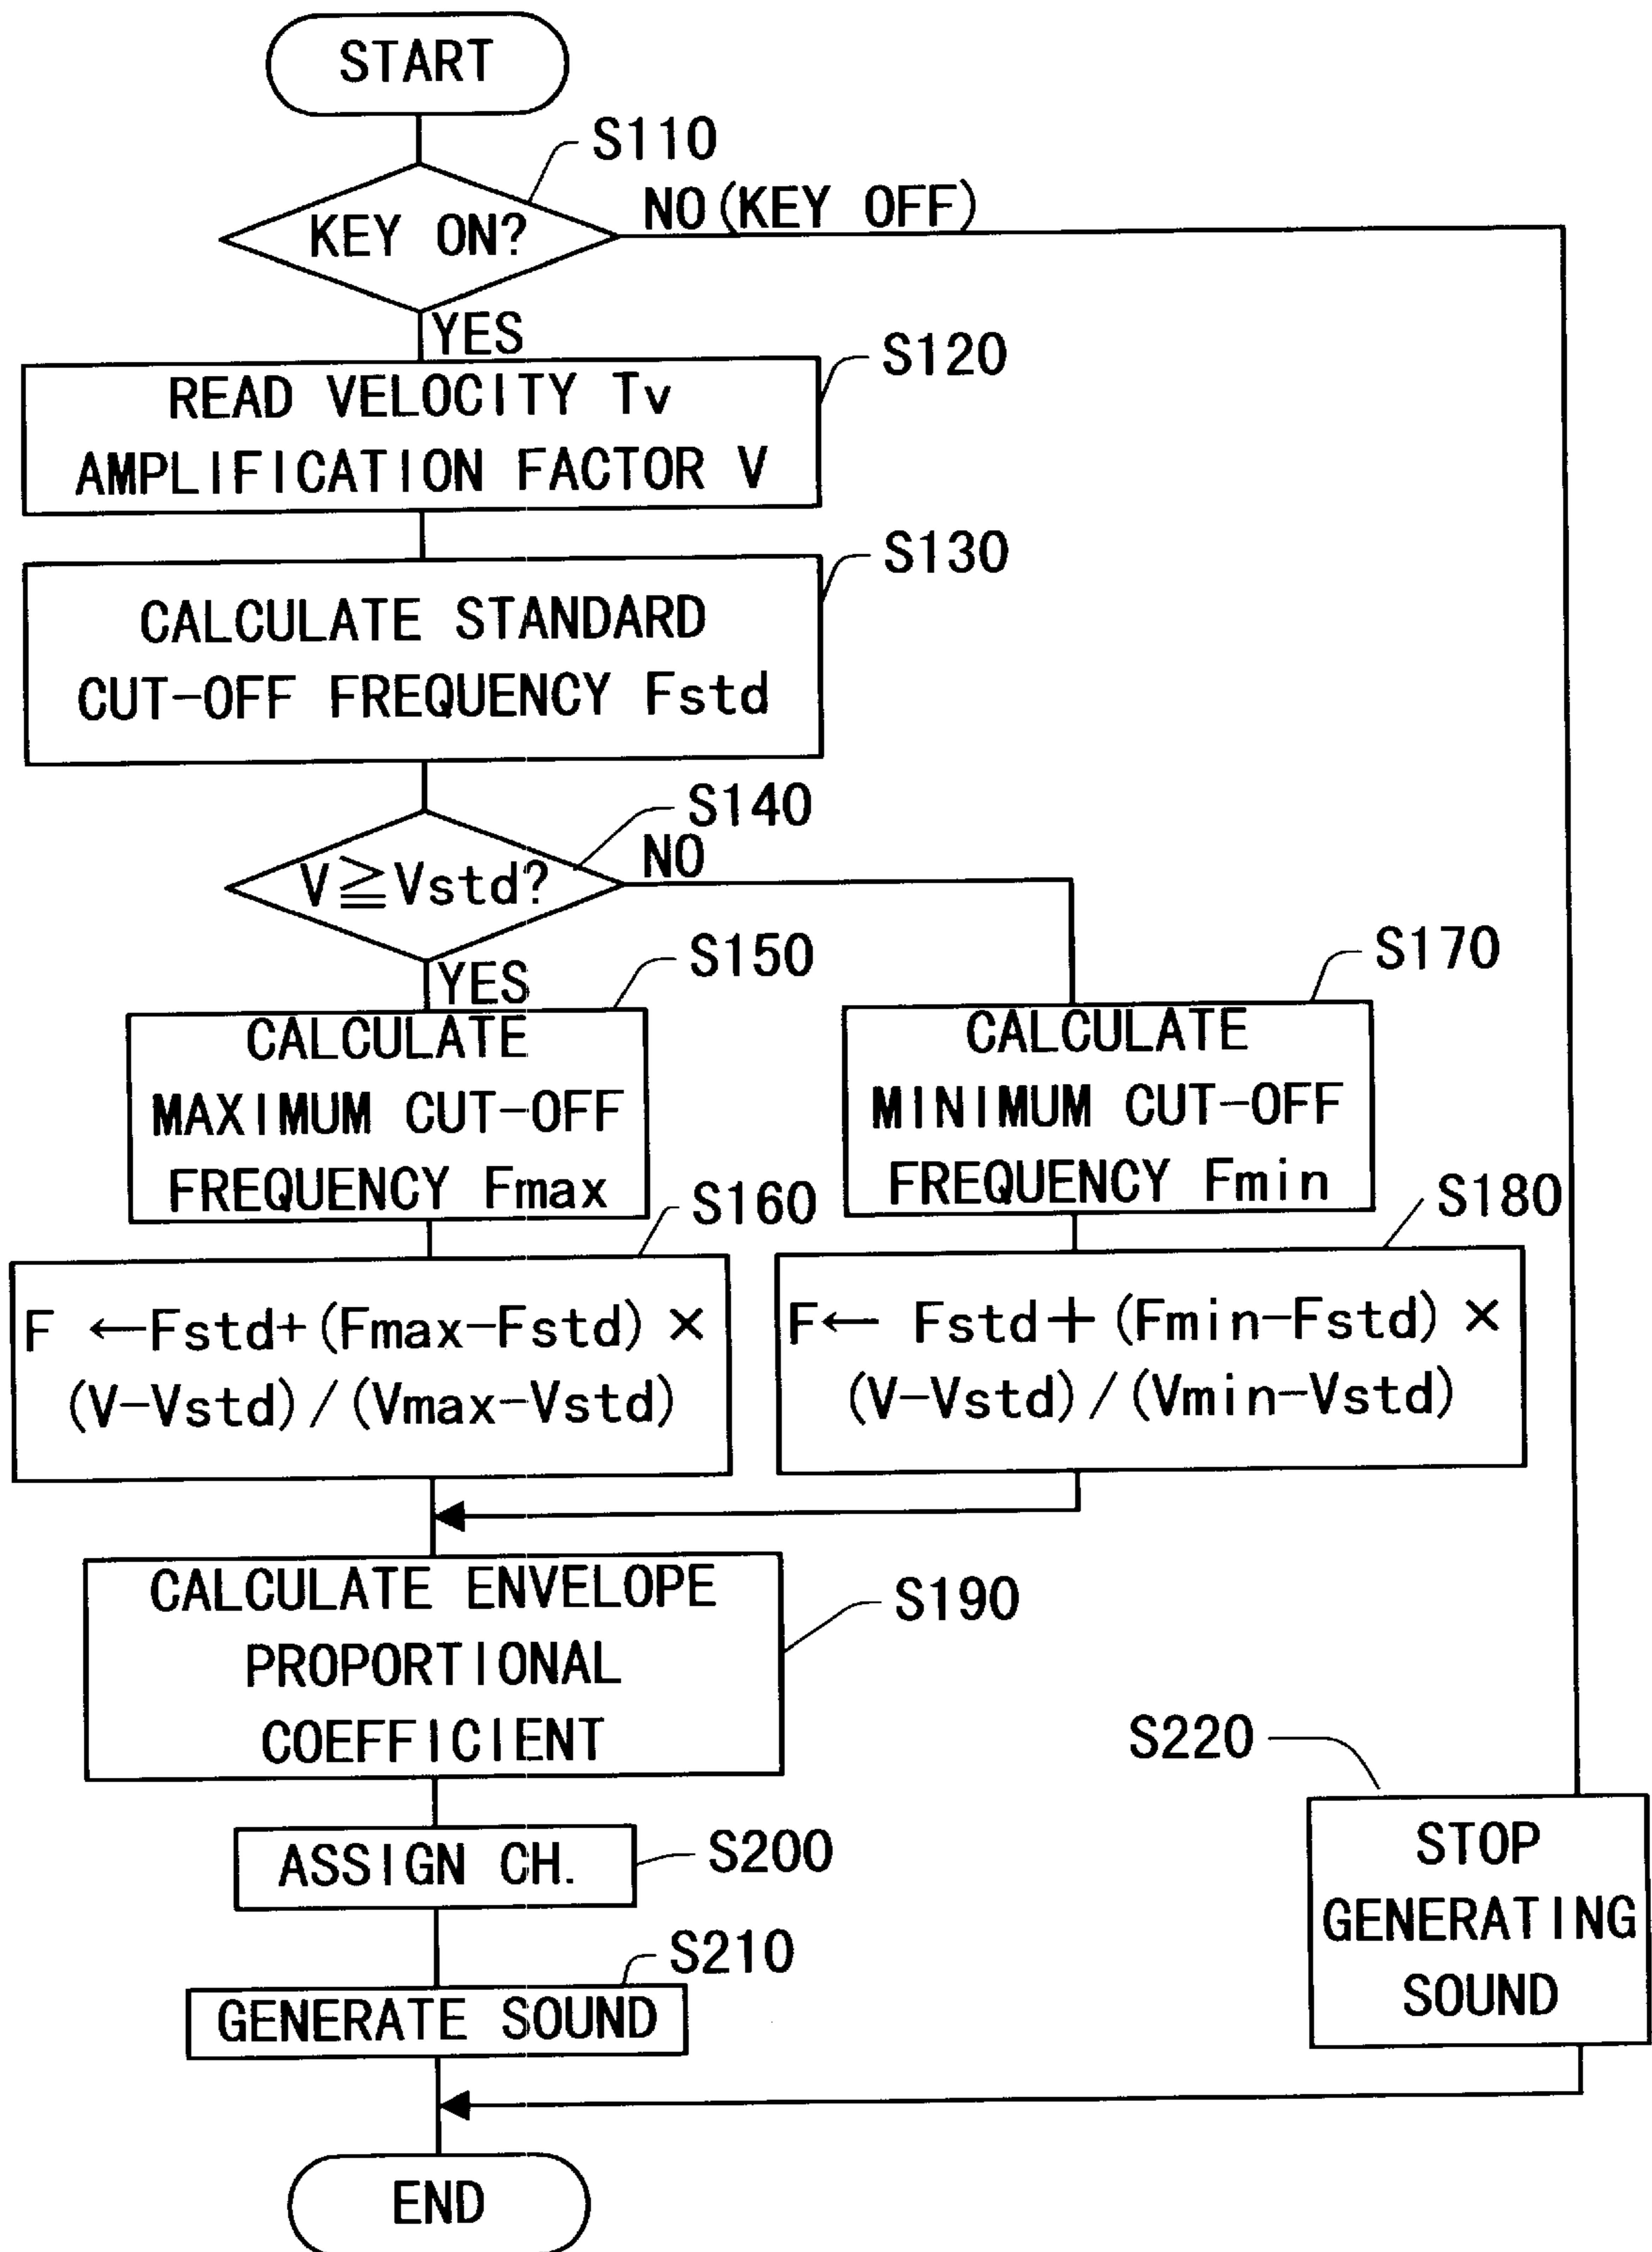 START
S110
KEY ON?
NO(KEY OFF)
YES
S120
READ VELOCITY Tv
AMPLIFICATION FACTOR V
S130
CALCULATE STANDARD
CUT-OFF FREQUENCY Fstd
S140
V≧Vstd?
NO
YES
S150
CALCULATE
MAXIMUM CUT-OFF
FREQUENCY Fmax
S170
CALCULATE
MINIMUM CUT-OFF
FREQUENCY Fmin
S160
F ←Fstd+(Fmax-Fstd)×
(V-Vstd)/(Vmax-Vstd)
S180
F← Fstd+(Fmin-Fstd)×
(V-Vstd)/(Vmin-Vstd)
S190
CALCULATE ENVELOPE
PROPORTIONAL
COEFFICIENT
S200
ASSIGN CH.
S210
GENERATE SOUND
S220
STOP
GENERATING
SOUND
END